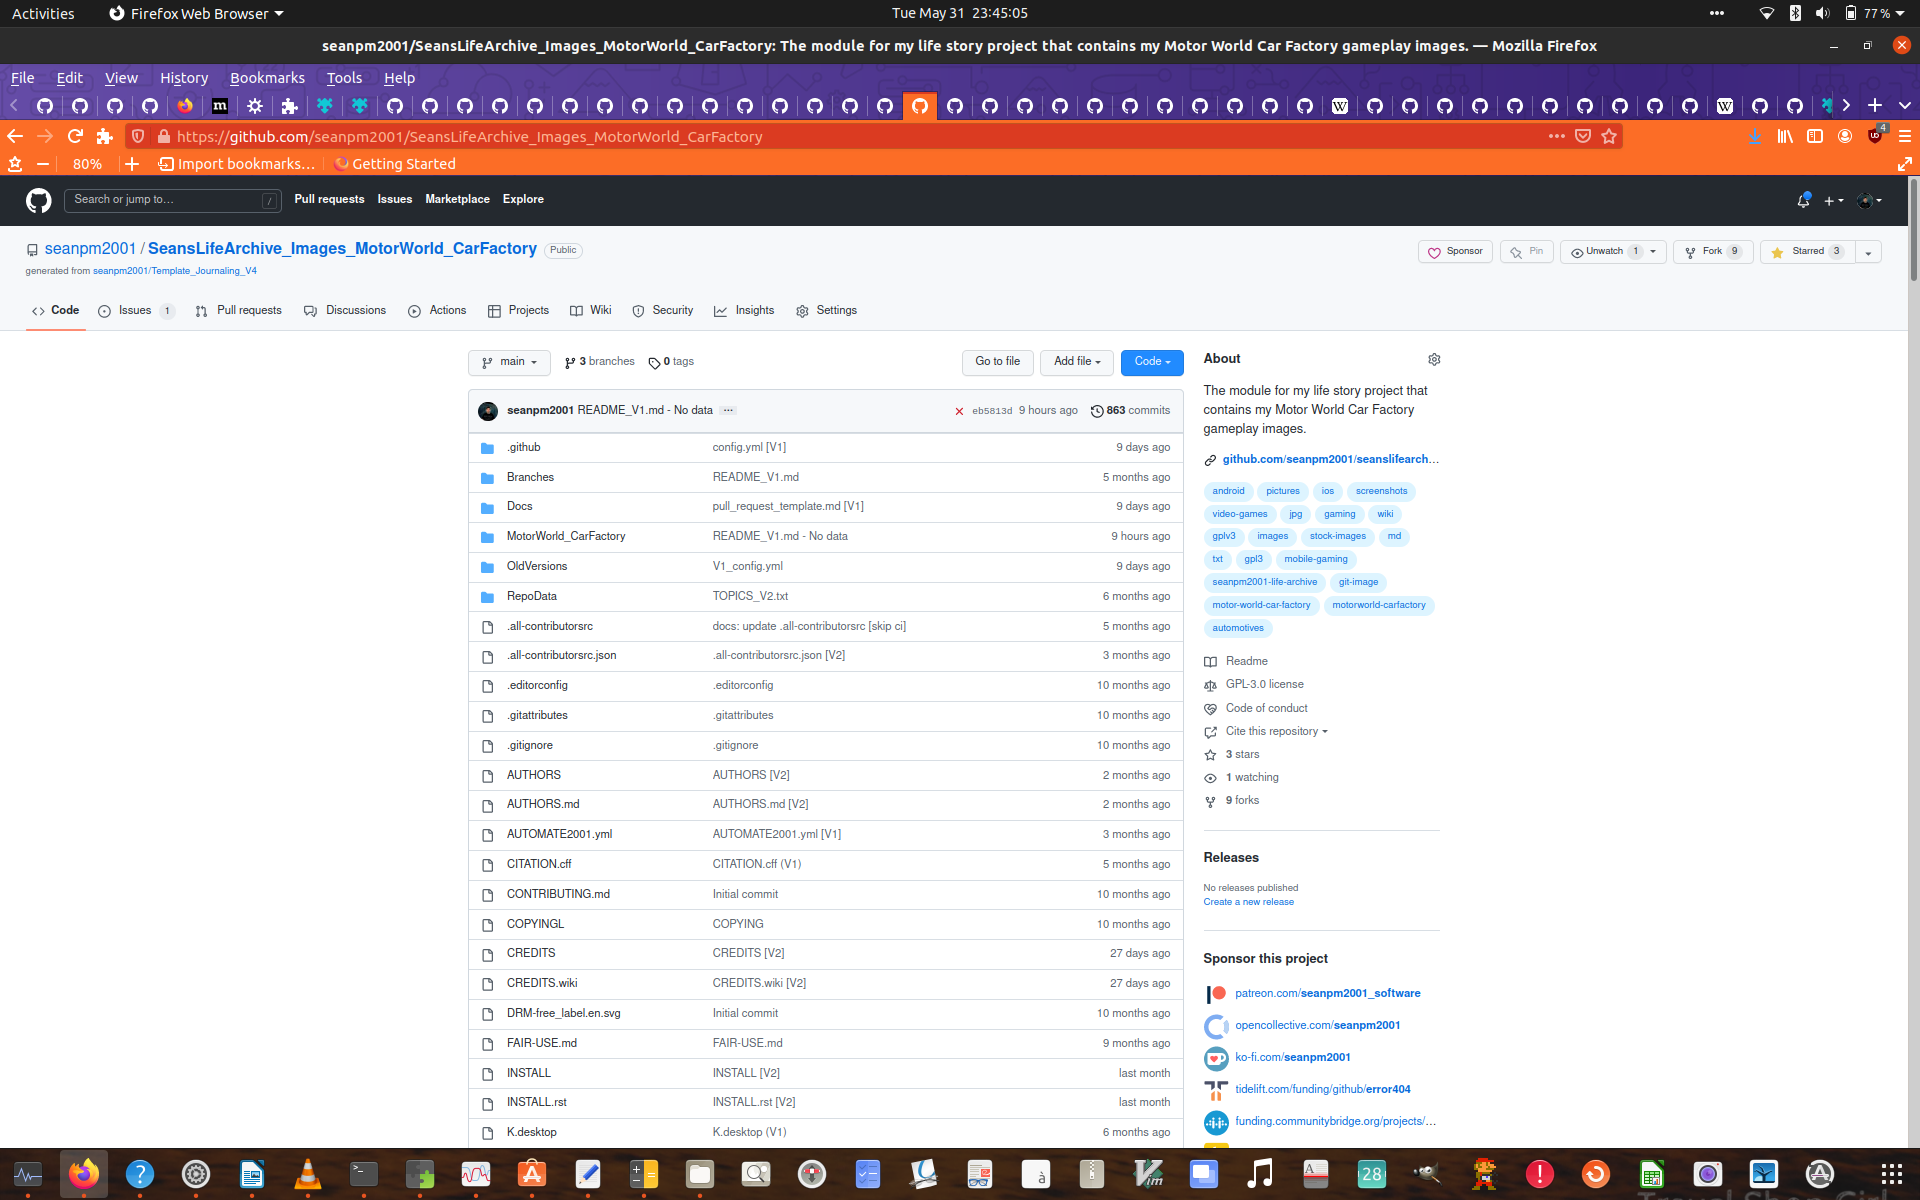 Activities Firefox Web Browser Tue May 31 23:45:05 77 %
seanpm2001/SeansLifeArchive_Images_MotorWorld_CarFactory: The module for my life story project that contains my Motor World Car Factory gameplay images. — Mozilla Firefox
File Edit View History Bookmarks Tools Help
https://github.com/seanpm2001/SeansLifeArchive_Images_MotorWorld_CarFactory 4
80% Import bookmarks... Getting Started
Search or jump to... / Pull requests Issues Marketplace Explore
seanpm2001 / SeansLifeArchive_Images_MotorWorld_CarFactory Public Sponsor Pin Unwatch 1 Fork 9 Starred 3
generated from seanpm2001/Template_Journaling_V4
Code Issues 1 Pull requests Discussions Actions Projects Wiki Security Insights Settings
main 3 branches 0 tags Go to file Add file Code
seanpm2001 README_V1.md - No data ... eb5813d 9 hours ago 863 commits
.github config.yml [V1] 9 days ago
Branches README_V1.md 5 months ago
Docs pull_request_template.md [V1] 9 days ago
MotorWorld_CarFactory README_V1.md - No data 9 hours ago
OldVersions V1_config.yml 9 days ago
RepoData TOPICS_V2.txt 6 months ago
.all-contributorsrc docs: update .all-contributorsrc [skip ci] 5 months ago
.all-contributorsrc.json .all-contributorsrc.json [V2] 3 months ago
.editorconfig .editorconfig 10 months ago
.gitattributes .gitattributes 10 months ago
.gitignore .gitignore 10 months ago
AUTHORS AUTHORS [V2] 2 months ago
AUTHORS.md AUTHORS.md [V2] 2 months ago
AUTOMATE2001.yml AUTOMATE2001.yml [V1] 3 months ago
CITATION.cff CITATION.cff (V1) 5 months ago
CONTRIBUTING.md Initial commit 10 months ago
COPYINGL COPYING 10 months ago
CREDITS CREDITS [V2] 27 days ago
CREDITS.wiki CREDITS.wiki [V2] 27 days ago
DRM-free_label.en.svg Initial commit 10 months ago
FAIR-USE.md FAIR-USE.md 9 months ago
INSTALL INSTALL [V2] last month
INSTALL.rst INSTALL.rst [V2] last month
K.desktop K.desktop (V1) 6 months ago
About
The module for my life story project that
contains my Motor World Car Factory
gameplay images.
github.com/seanpm2001/seanslifearch...
android pictures ios screenshots
video-games jpg gaming wiki
gplv3 images stock-images md
txt gpl3 mobile-gaming
seanpm2001-life-archive git-image
motor-world-car-factory motorworld-carfactory
automotives
Readme
GPL-3.0 license
Code of conduct
Cite this repository
3 stars
1 watching
9 forks
Releases
No releases published
Create a new release
Sponsor this project
patreon.com/seanpm2001_software
opencollective.com/seanpm2001
ko-fi.com/seanpm2001
tidelift.com/funding/github/error404
funding.communitybridge.org/projects/...
28